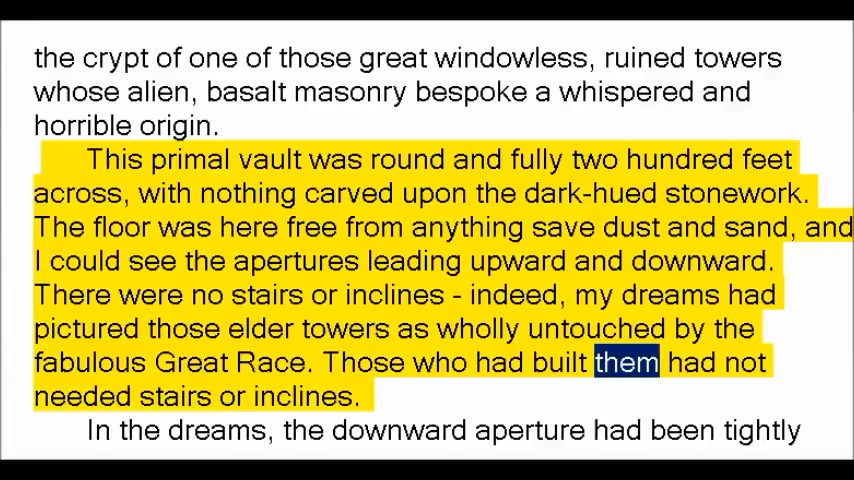 the crypt of one of those great windowless, ruined towers
whose alien, basalt masonry bespoke a whispered and
horrible origin.
This primal vault was round and fully two hundred feet
across, with nothing carved upon the dark-hued stonework.
The floor was here free from anything save dust and sand, and
I could see the apertures leading upward and downward.
There were no stairs or inclines - indeed, my dreams had
pictured those elder towers as wholly untouched by the
fabulous Great Race. Those who had built them had not
needed stairs or inclines.
In the dreams, the downward aperture had been tightly